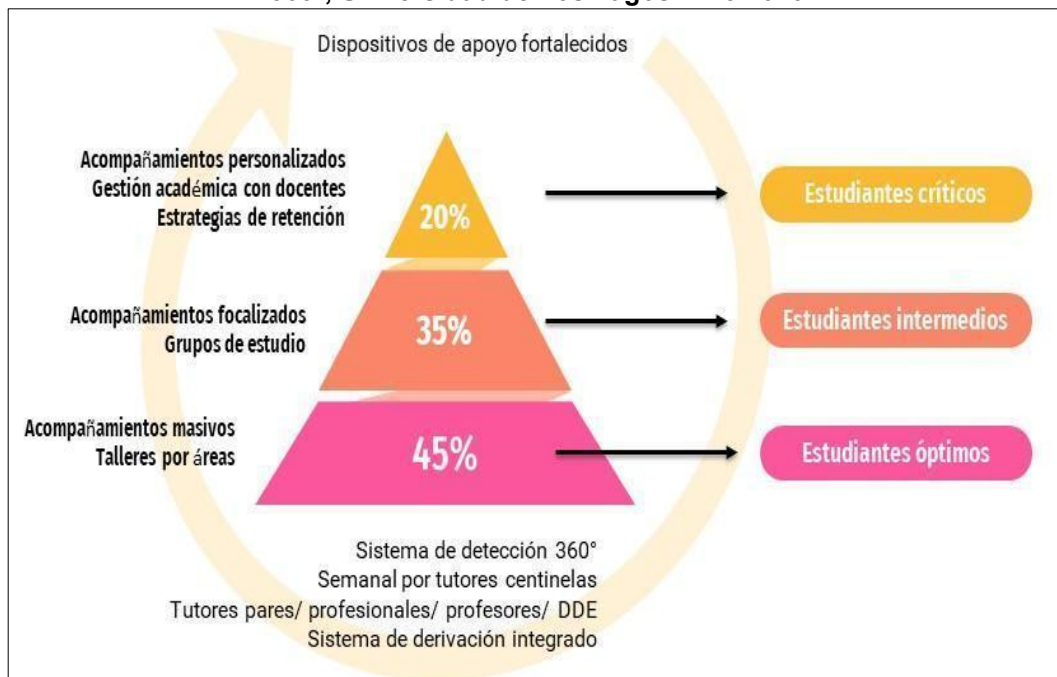 Dispositivos de apoyo fortalecidos
Acompañamientos personalizados
Gestión académica con docentes
Estrategias de retención
20%
Estudiantes críticos
Acompañamientos focalizados
Grupos de estudio
35%
Estudiantes intermedios
Acompañamientos masivos
Talleres por áreas
45%
Estudiantes óptimos
Sistema de detección 360°
Semanal por tutores centinelas
Tutores pares/ profesionales/ profesores/ DDE
Sistema de derivación integrado